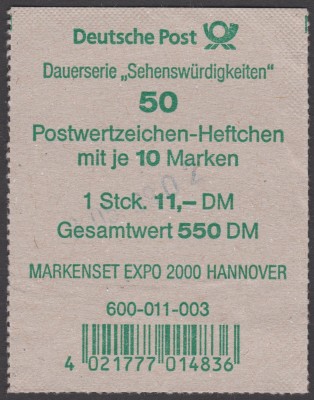 Deutsche Post
Dauerserie „Sehenswürdigkeiten"
50
Postwertzeichen-Heftchen
mit je 10 Marken
1 Stck. 11,– DM
Gesamtwert 550 DM
MARKENSET EXPO 2000 HANNOVER
600-011-003
4 021777 014836